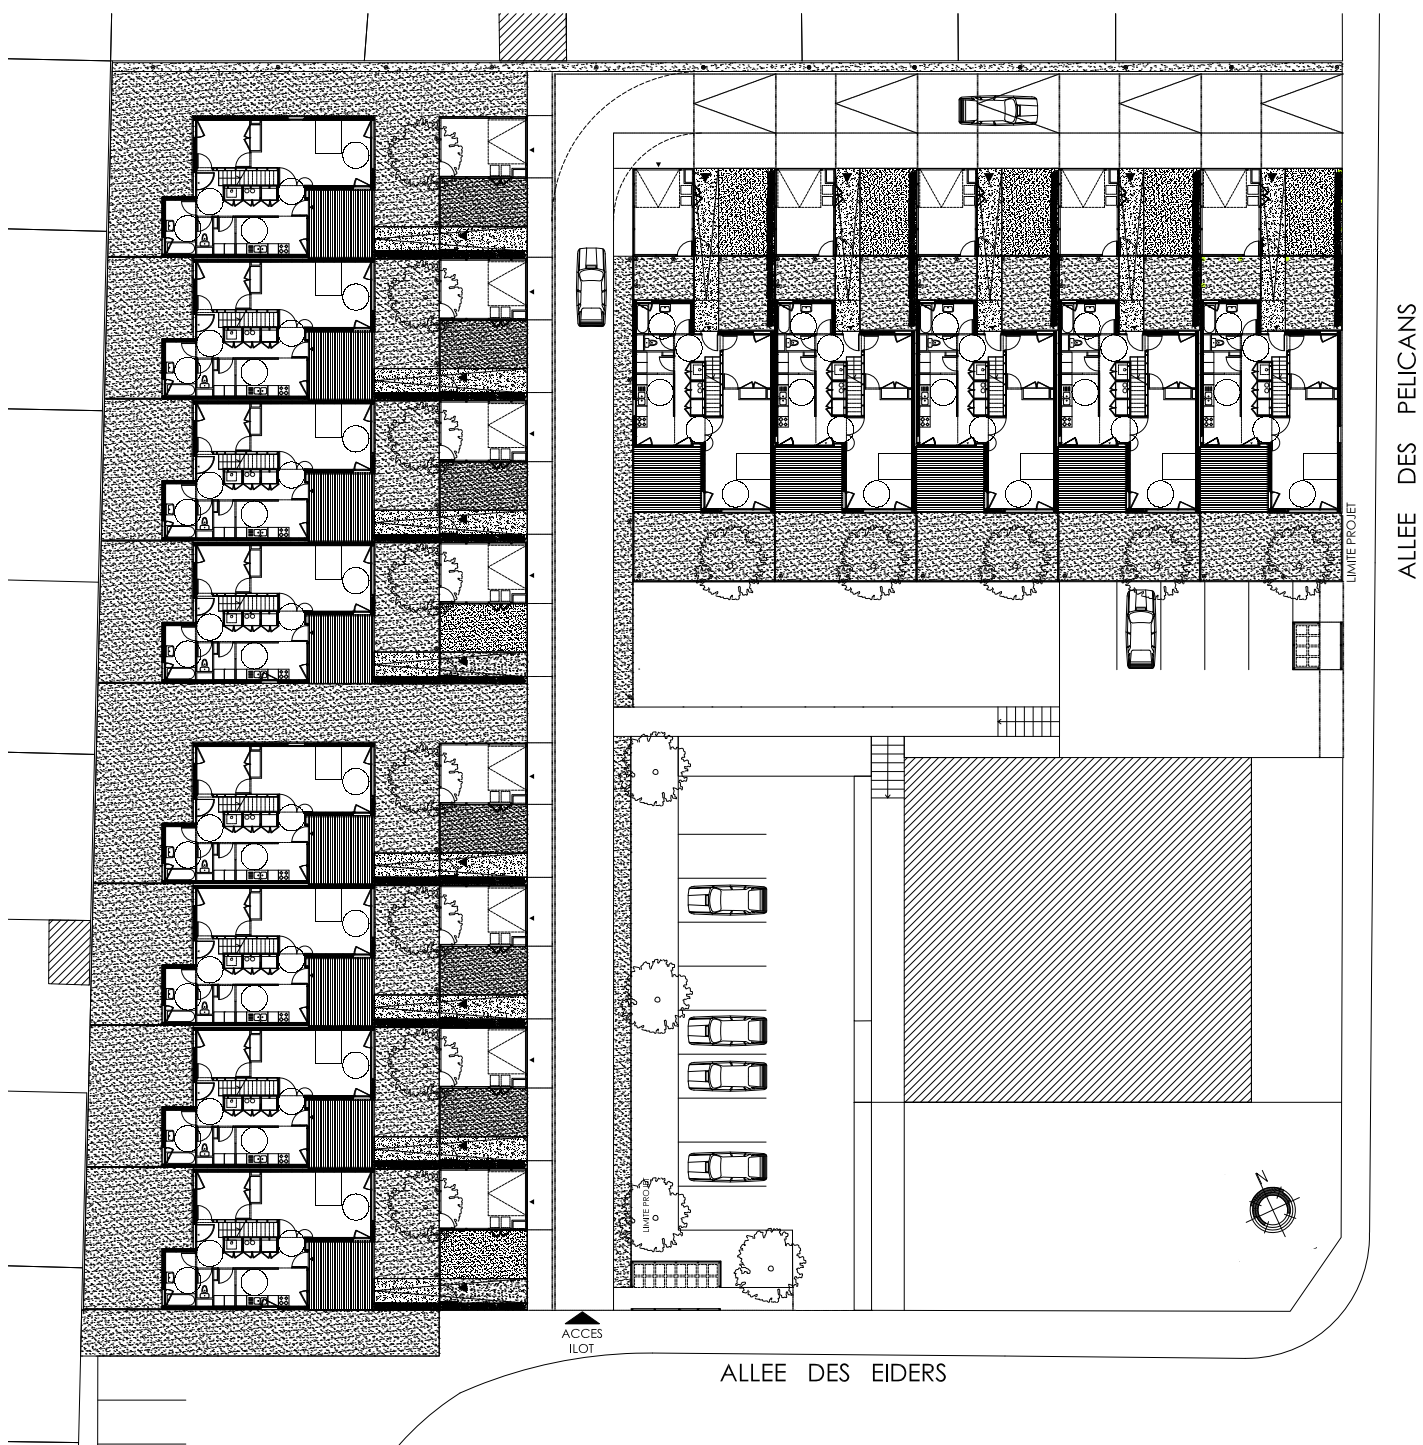 ALLEE DES PELICANS
LIMITE PROJET
LIMITE PROJET
N
ACCES
ILOT
ALLEE DES EIDERS